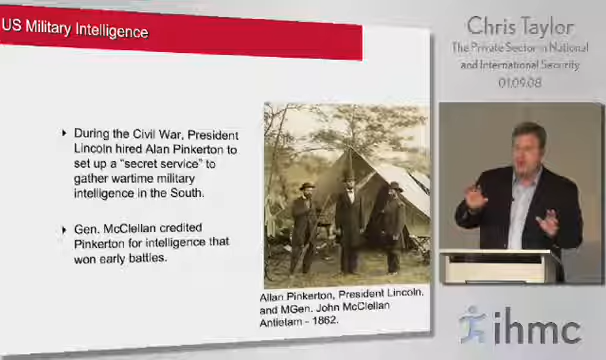 US Military Intelligence
During the Civil War, President
Lincoln hired Alan Pinkerton to
set up a “secret service” to
gather wartime military
intelligence in the South.
Gen. McClellan credited
Pinkerton for intelligence that
won early battles.
Allan Pinkerton, President Lincoln,
and MGen. John McClellan
Antietam - 1862.
Chris Taylor
The Private Sector in National
and International Security
01.09.08
ihmc